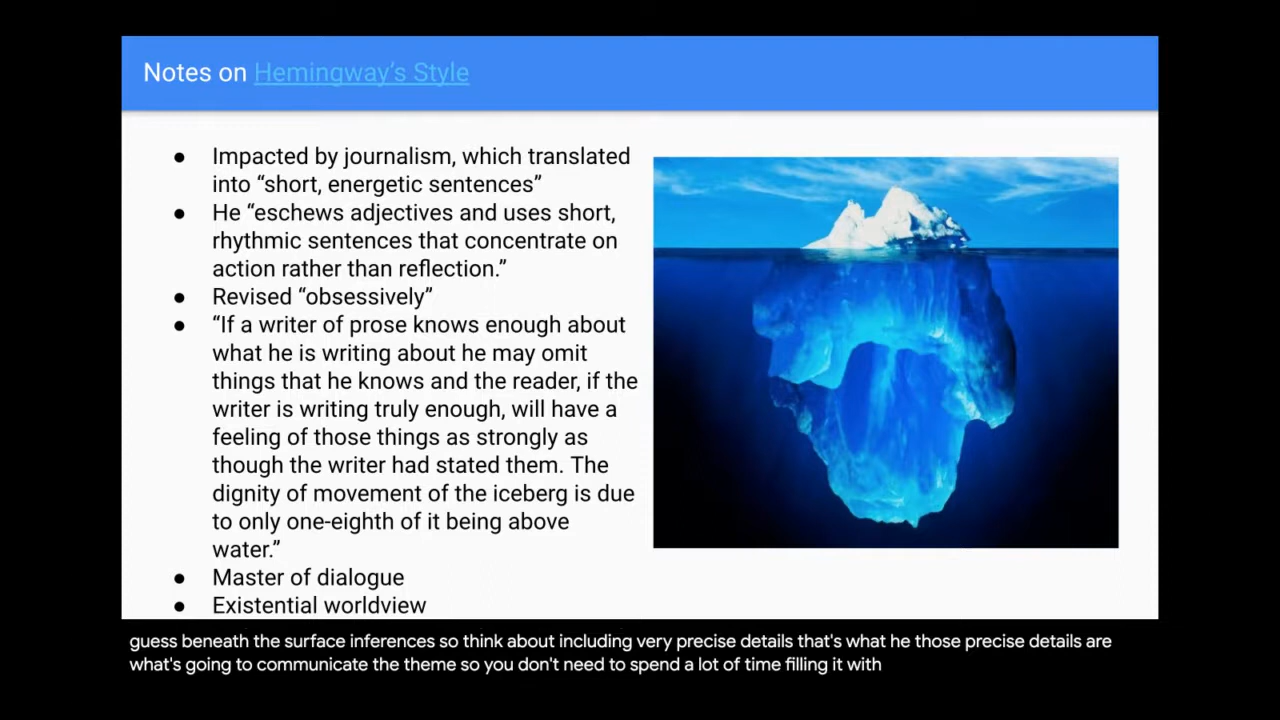 Notes on Hemingway's Style
● Impacted by journalism, which translated
into “short, energetic sentences”
● He “eschews adjectives and uses short,
rhythmic sentences that concentrate on
action rather than reflection.”
● Revised “obsessively”
● “If a writer of prose knows enough about
what he is writing about he may omit
things that he knows and the reader, if the
writer is writing truly enough, will have a
feeling of those things as strongly as
though the writer had stated them. The
dignity of movement of the iceberg is due
to only one-eighth of it being above
water.”
● Master of dialogue
● Existential worldview
guess beneath the surface inferences so think about including very precise details that's what he those precise details are
what's going to communicate the theme so you don't need to spend a lot of time filling it with